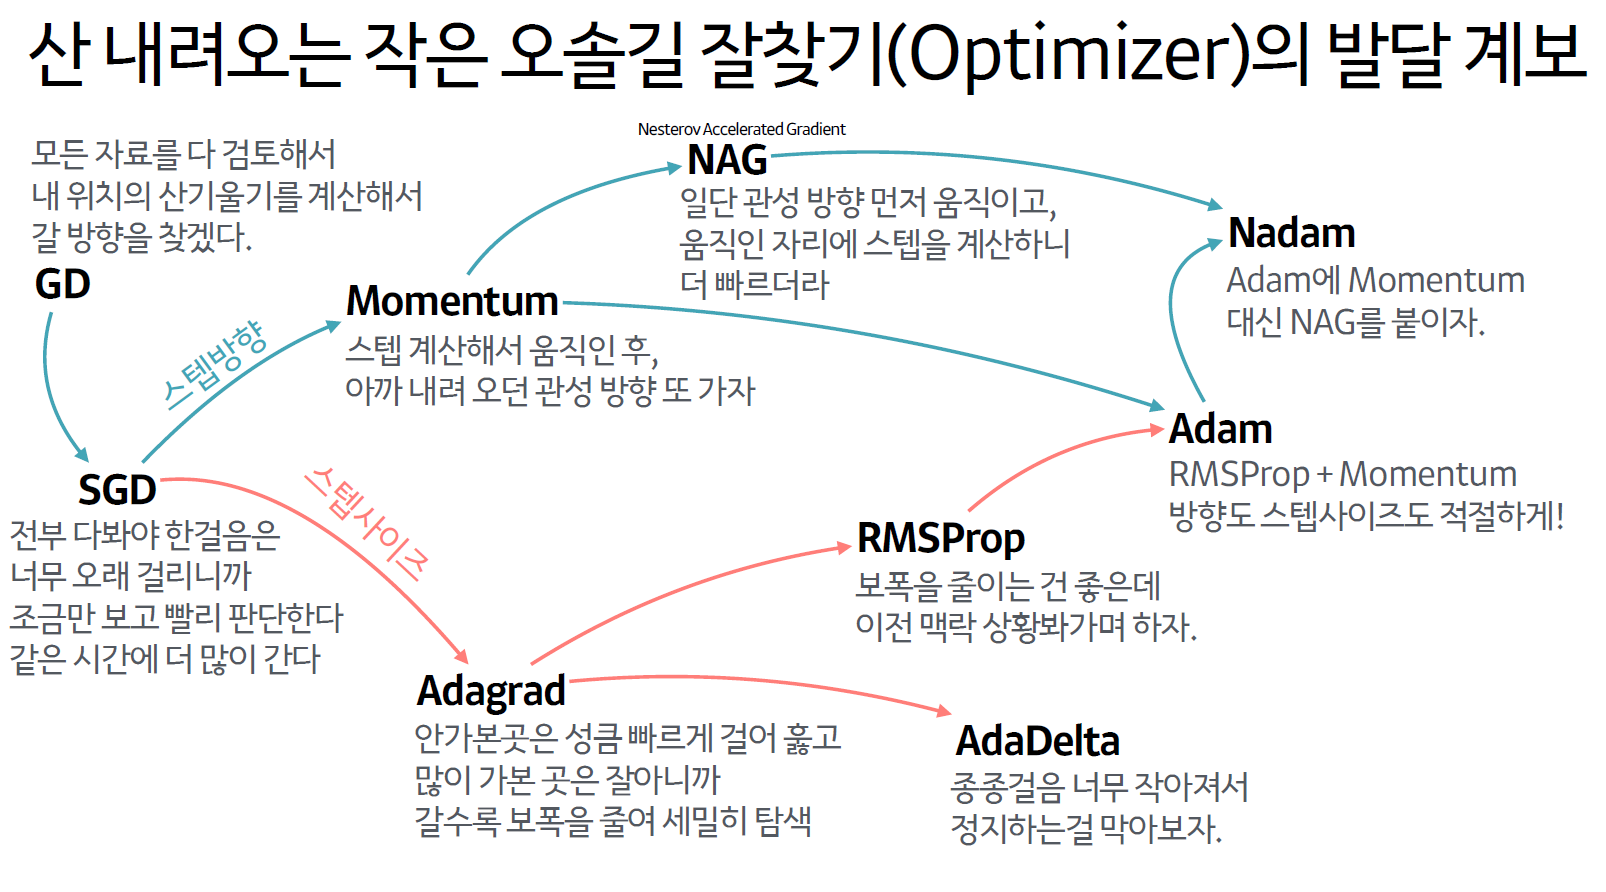 산 내려오는 작은 오솔길 잘찾기(Optimizer)의 발달 계보
모든 자료를 다 검토해서
내 위치의 산기울기를 계산해서
갈 방향을 찾겠다.
GD
스텝방향
SGD
전부 다봐야 한걸음은
너무 오래 걸리니까
조금만 보고 빨리 판단한다
같은 시간에 더 많이 간다
스텝사이즈
Momentum
스텝 계산해서 움직인 후,
아까 내려 오던 관성 방향 또 가자
Nesterov Accelerated Gradient
NAG
일단 관성 방향 먼저 움직이고,
움직인 자리에 스텝을 계산하니
더 빠르더라
Nadam
Adam에 Momentum
대신 NAG를 붙이자.
Adam
RMSProp + Momentum
방향도 스텝사이즈도 적절하게!
RMSProp
보폭을 줄이는 건 좋은데
이전 맥락 상황봐가며 하자.
Adagrad
안가본곳은 성큼 빠르게 걸어 훓고
많이 가본 곳은 잘아니까
갈수록 보폭을 줄여 세밀히 탐색
AdaDelta
종종걸음 너무 작아져서
정지하는걸 막아보자.